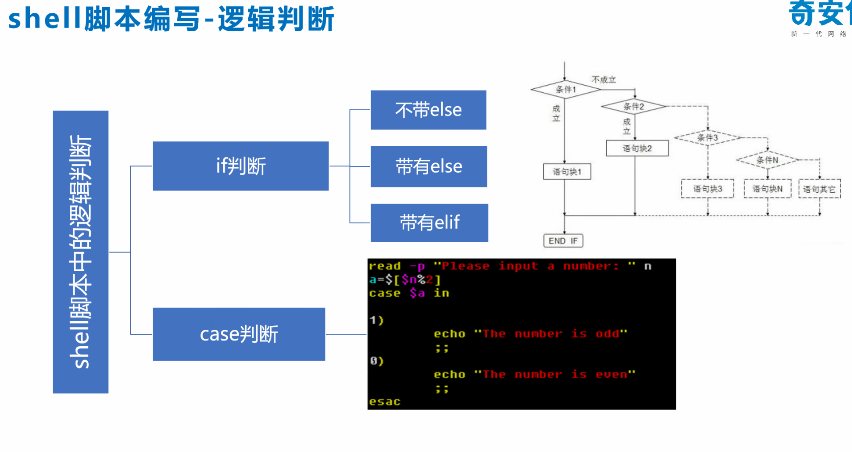 shell脚本编写-逻辑判断
奇安
新一代网络
shell脚本中的逻辑判断
if判断
不带else
带有else
带有elif
case判断
条件1
不成立
成立
条件2
成立
条件3
条件N
语句块1
语句块2
语句块3
语句块N
语句其它
END IF
read -p "Please input a number: " n
a=$[$n%2]
case $a in
1)
echo "The number is odd"
;;
0)
echo "The number is even"
;;
esac